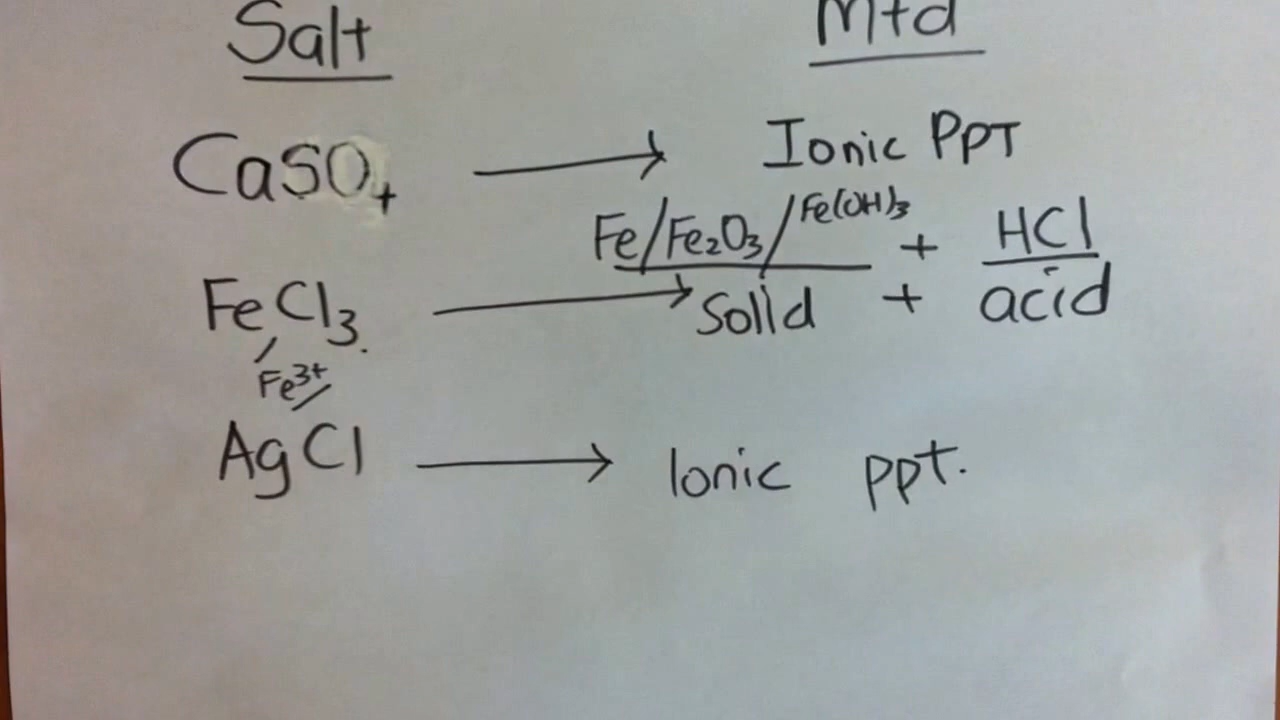 Salt Mtd
CaSO4 → Ionic PPT
Fe/Fe2O3/Fe(OH)3 + HCl
FeCl3. → Solid + acid
Fe3+
AgCl → Ionic ppt.